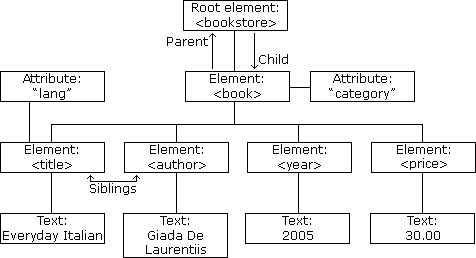 Root element:
<bookstore>
Parent
Child
Attribute:
"lang"
Element:
<book>
Attribute:
"category"
Element:
<title>
Element:
<author>
Element:
<year>
Element:
<price>
Siblings
Text:
Everyday Italian
Text:
Giada De
Laurentiis
Text:
2005
Text:
30.00